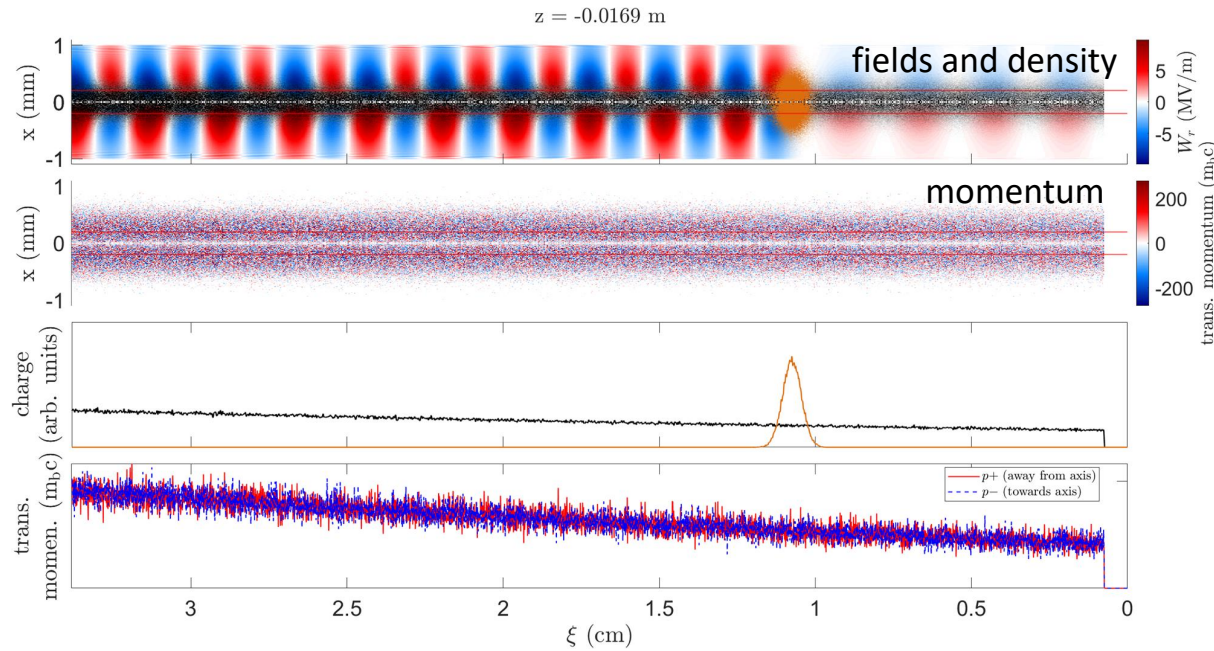 z = -0.0169 m
fields and density
x (mm)
1
0
-1
5
0
-5
W_r (MV/m)
momentum
x (mm)
1
0
-1
200
0
-200
trans. momentum (m_b c)
charge
(arb. units)
trans.
momen. (m_b c)
p+ (away from axis)
p− (towards axis)
3
2.5
2
1.5
1
0.5
0
ξ (cm)